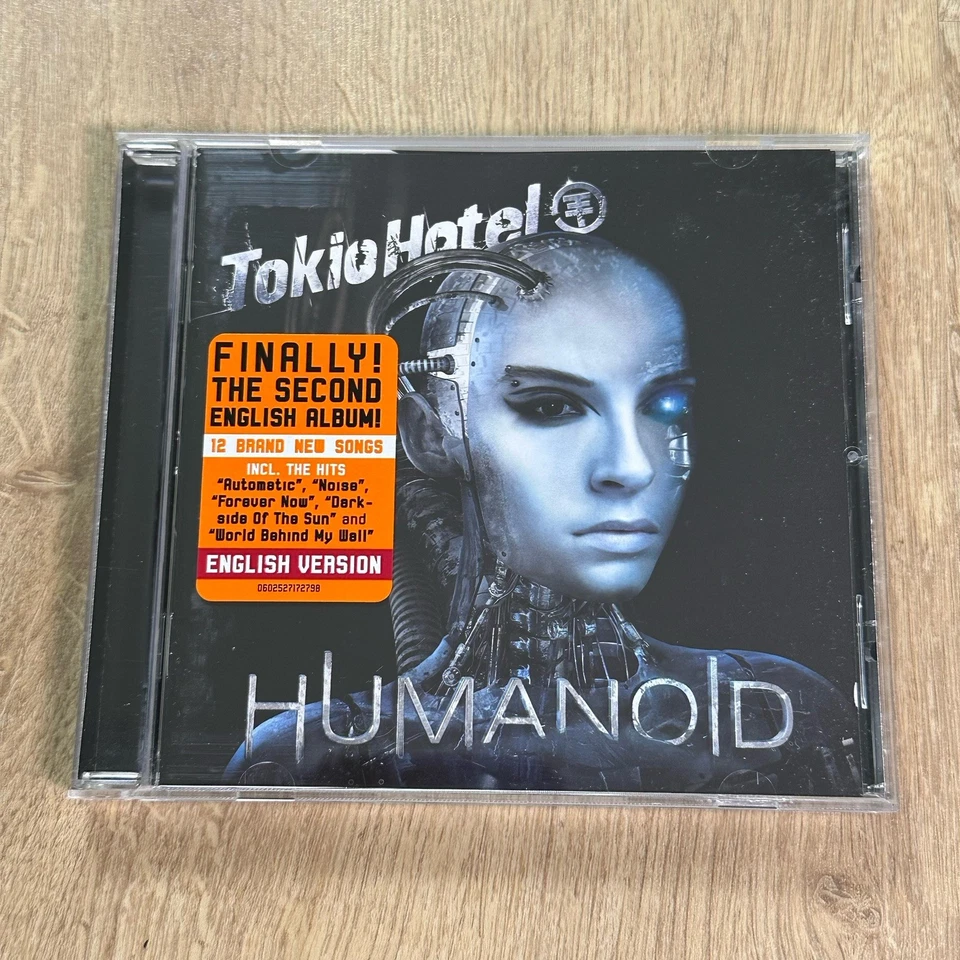 Tokio Hotel
FINALLY!
THE SECOND
ENGLISH ALBUM!
12 BRAND NEW SONGS
INCL. THE HITS
"Automatic", "Noise",
"Forever Now", "Dark-
side Of The Sun" and
"World Behind My Wall"
ENGLISH VERSION
0602527172798
HUMANOID